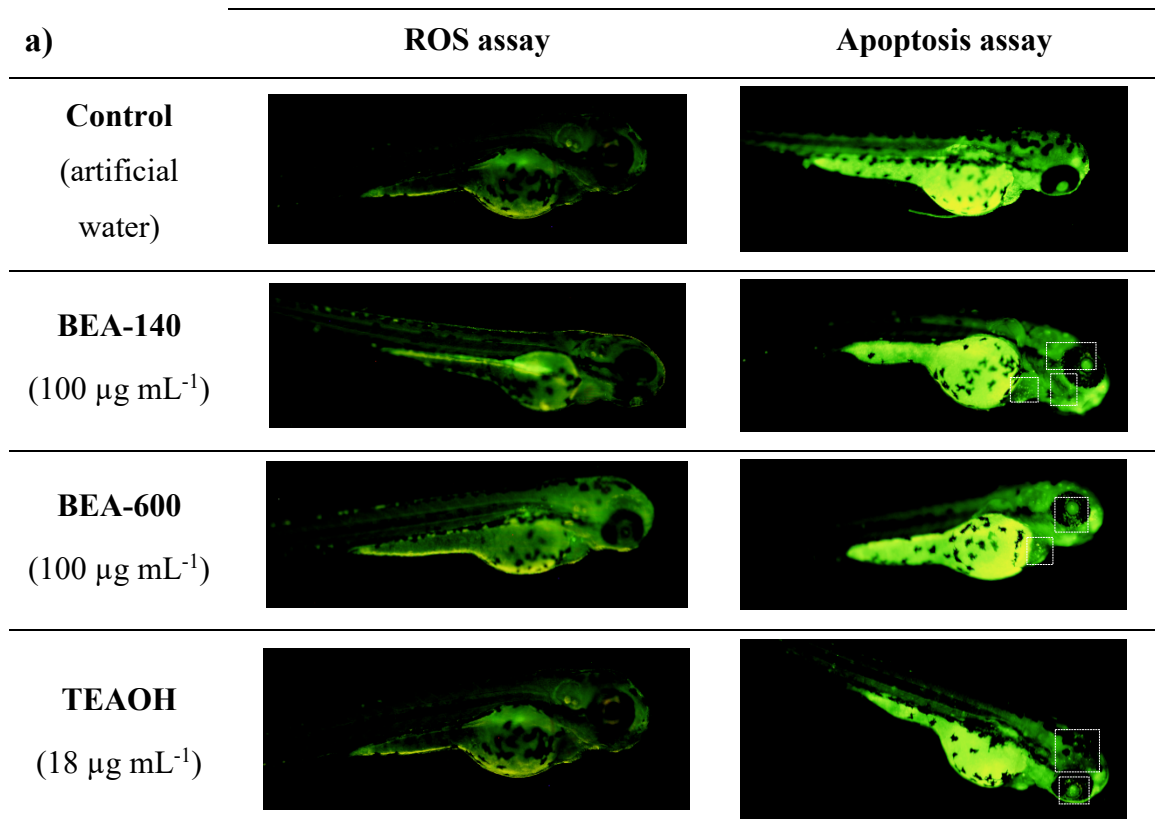 a)
ROS assay
Apoptosis assay
Control
(artificial
water)
BEA-140
(100 µg mL⁻¹)
BEA-600
(100 µg mL⁻¹)
TEAOH
(18 µg mL⁻¹)